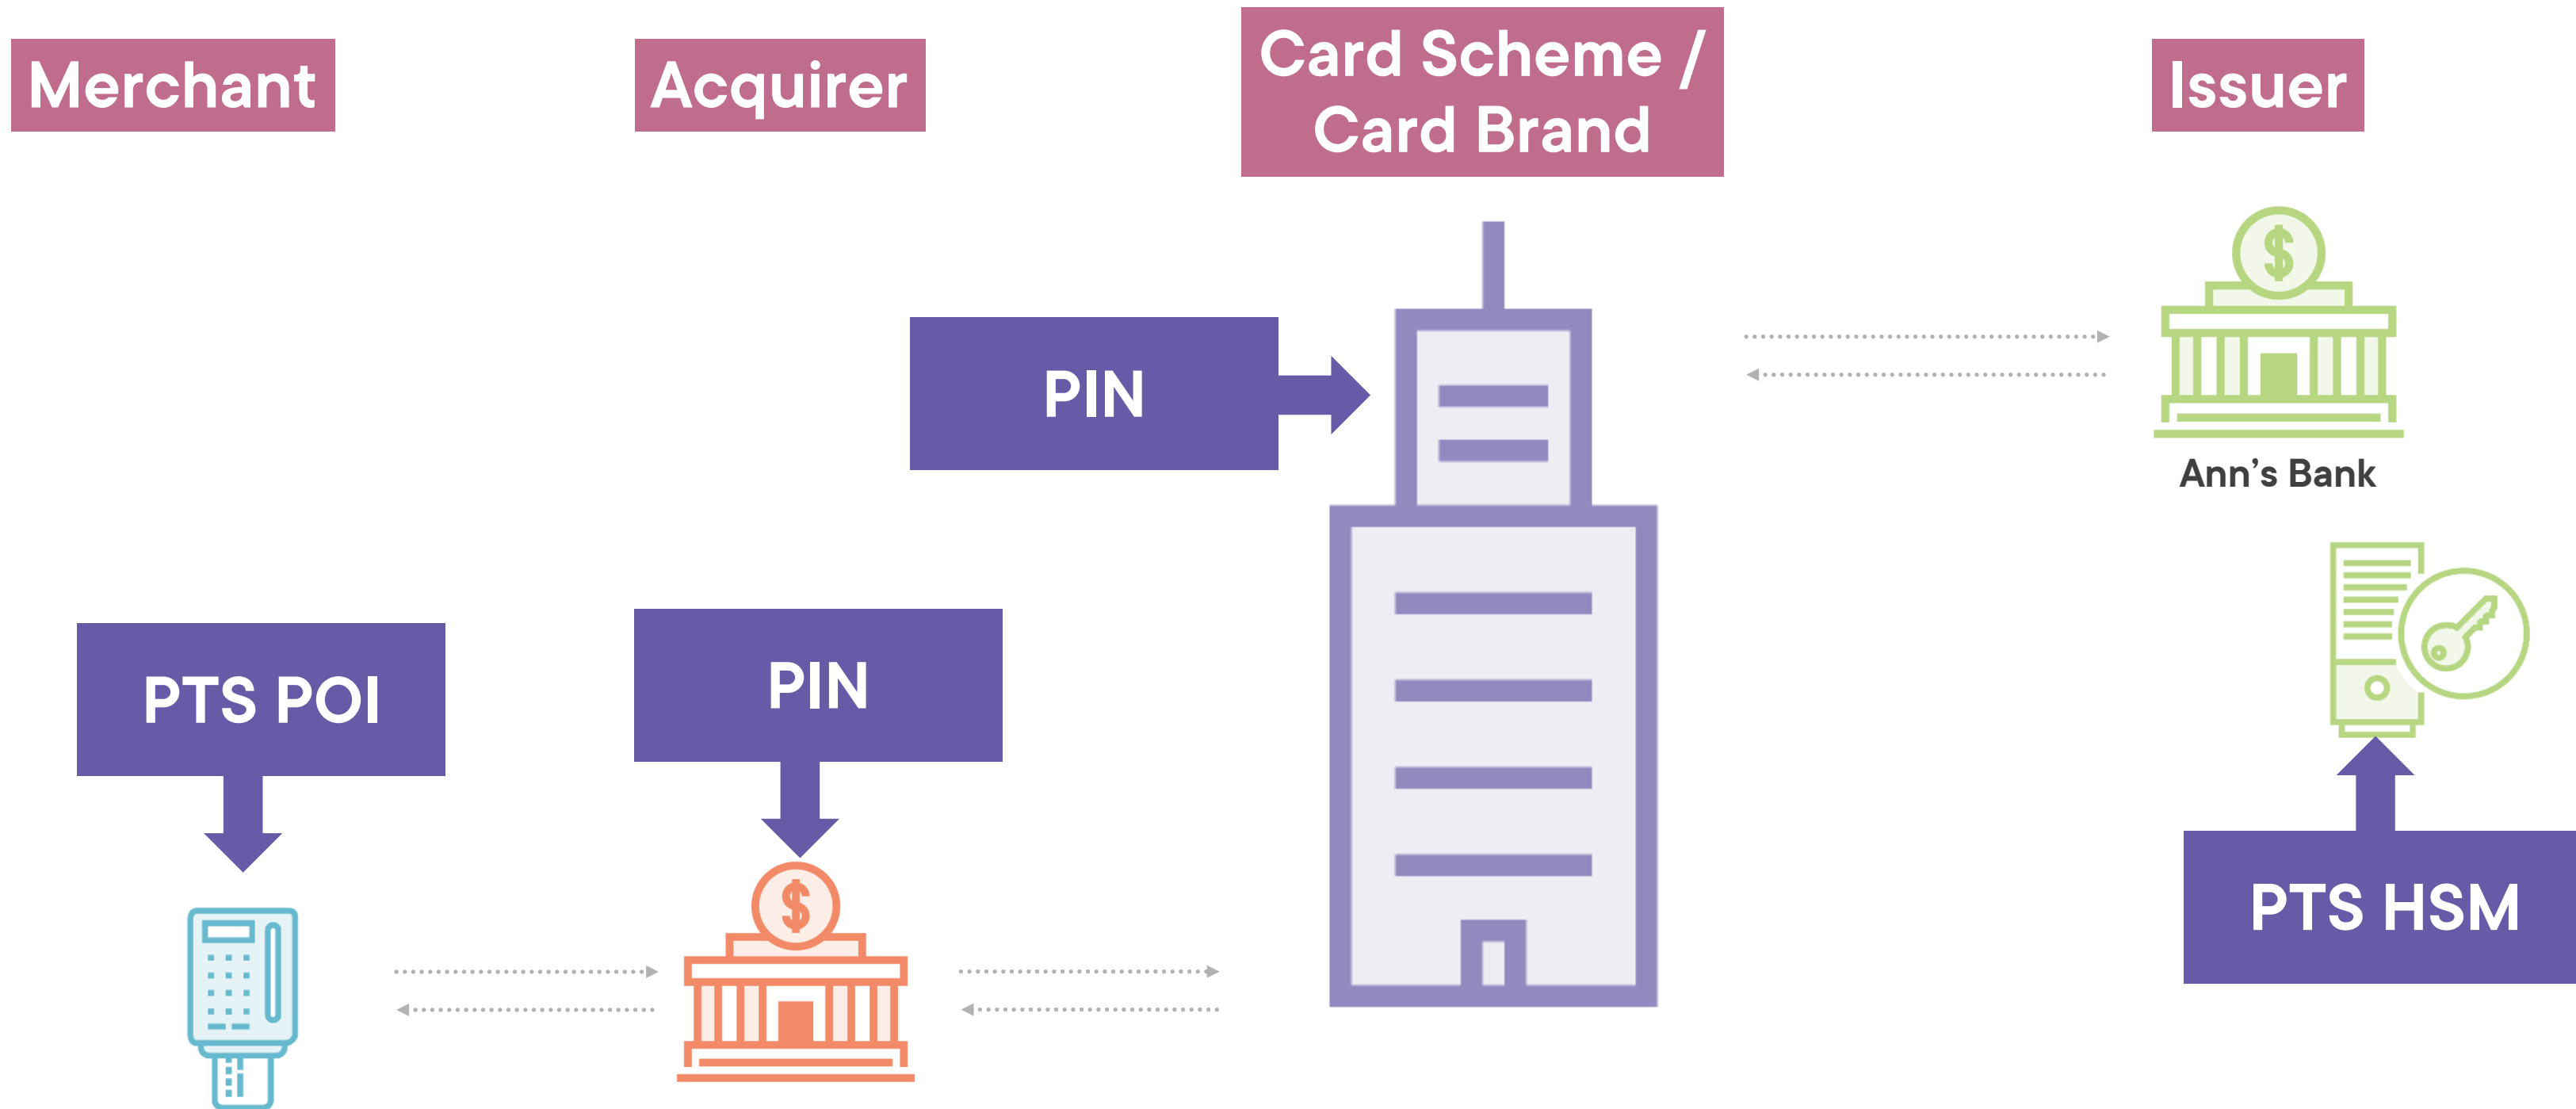 Merchant
Acquirer
Card Scheme /
Card Brand
Issuer
$
PIN
Ann's Bank
PTS POI
PIN
$
PTS HSM